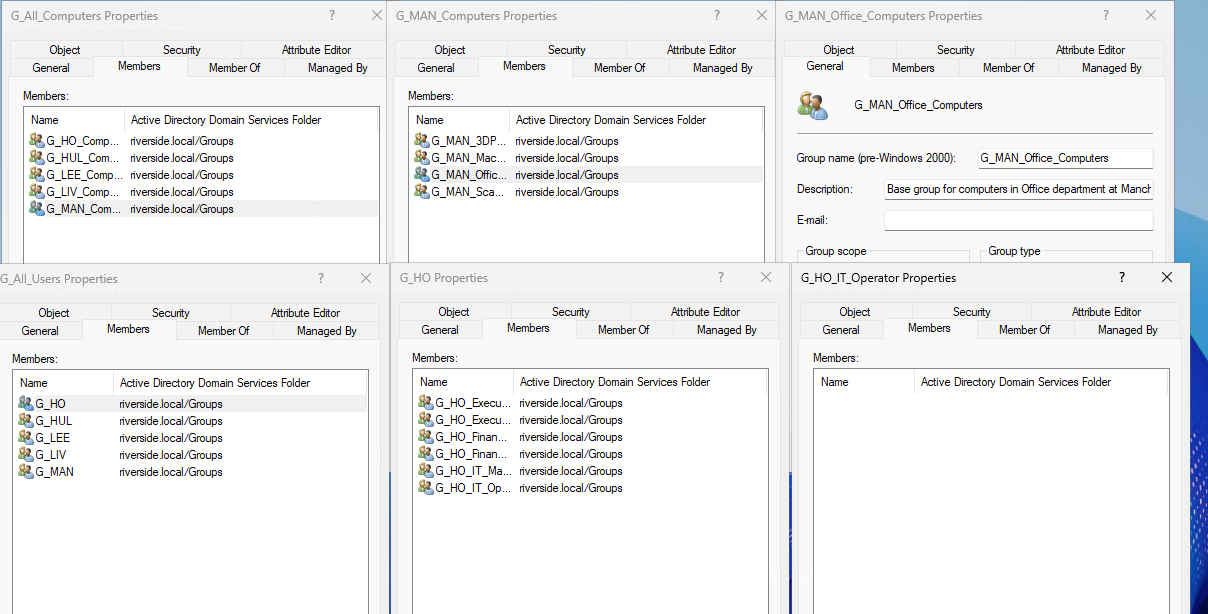 G_All_Computers Properties ? ×
Object Security Attribute Editor
General Members Member Of Managed By
Members:
Name Active Directory Domain Services Folder
G_HO_Comp... riverside.local/Groups
G_HUL_Com... riverside.local/Groups
G_LEE_Comp... riverside.local/Groups
G_LIV_Comp... riverside.local/Groups
G_MAN_Com... riverside.local/Groups
G_MAN_Computers Properties ? ×
Object Security Attribute Editor
General Members Member Of Managed By
Members:
Name Active Directory Domain Services Folder
G_MAN_3DP... riverside.local/Groups
G_MAN_Mac... riverside.local/Groups
G_MAN_Offic... riverside.local/Groups
G_MAN_Sca... riverside.local/Groups
G_MAN_Office_Computers Properties ? ×
Object Security Attribute Editor
General Members Member Of Managed By
G_MAN_Office_Computers
Group name (pre-Windows 2000): G_MAN_Office_Computers
Description: Base group for computers in Office department at Manch
E-mail:
Group scope Group type
G_All_Users Properties ? ×
Object Security Attribute Editor
General Members Member Of Managed By
Members:
Name Active Directory Domain Services Folder
G_HO riverside.local/Groups
G_HUL riverside.local/Groups
G_LEE riverside.local/Groups
G_LIV riverside.local/Groups
G_MAN riverside.local/Groups
G_HO Properties ? ×
Object Security Attribute Editor
General Members Member Of Managed By
Members:
Name Active Directory Domain Services Folder
G_HO_Execu... riverside.local/Groups
G_HO_Execu... riverside.local/Groups
G_HO_Finan... riverside.local/Groups
G_HO_Finan... riverside.local/Groups
G_HO_IT_Ma... riverside.local/Groups
G_HO_IT_Op... riverside.local/Groups
G_HO_IT_Operator Properties ? ×
Object Security Attribute Editor
General Members Member Of Managed By
Members:
Name Active Directory Domain Services Folder